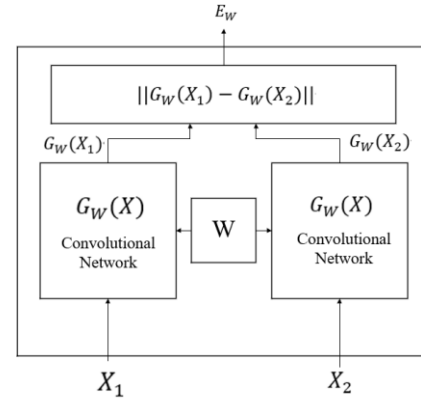 E_W
||G_W(X_1) − G_W(X_2)||
G_W(X_1)
G_W(X_2)
G_W(X)
Convolutional
Network
W
G_W(X)
Convolutional
Network
X_1
X_2